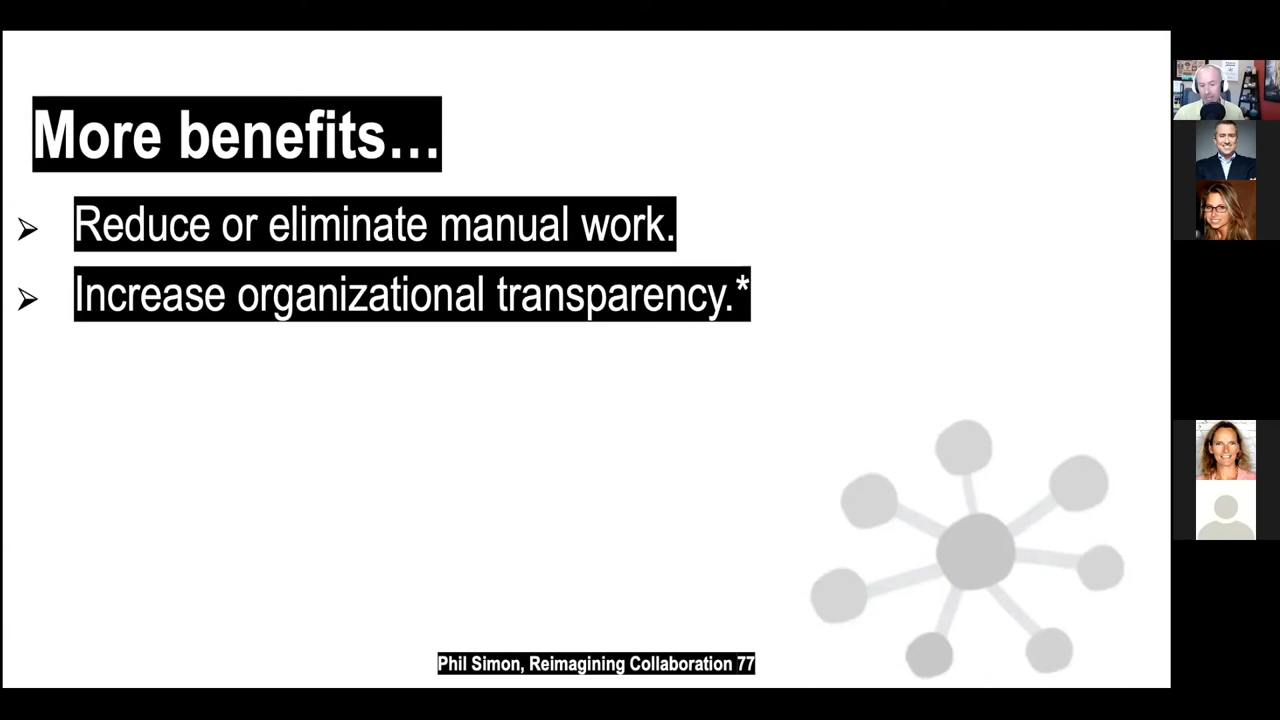 More benefits…
Reduce or eliminate manual work.
Increase organizational transparency.*
Phil Simon, Reimagining Collaboration 77